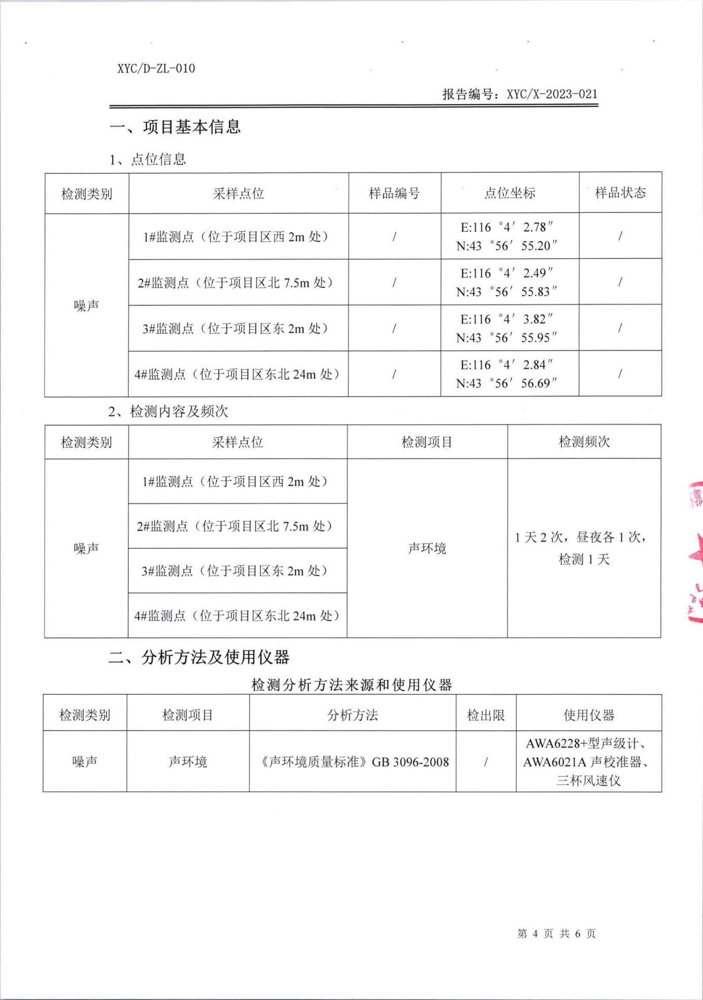 XYC/D-ZL-010
报告编号：XYC/X-2023-021
一、项目基本信息
1、点位信息
检测类别 采样点位 样品编号 点位坐标 样品状态
噪声
1#监测点（位于项目区西 2m 处） / E:116 °4′ 2.78″ N:43 °56′ 55.20″ /
2#监测点（位于项目区北 7.5m 处） / E:116 °4′ 2.49″ N:43 °56′ 55.83″ /
3#监测点（位于项目区东 2m 处） / E:116 °4′ 3.82″ N:43 °56′ 55.95″ /
4#监测点（位于项目区东北 24m 处） / E:116 °4′ 2.84″ N:43 °56′ 56.69″ /
2、检测内容及频次
检测类别 采样点位 检测项目 检测频次
噪声
1#监测点（位于项目区西 2m 处）
2#监测点（位于项目区北 7.5m 处）
3#监测点（位于项目区东 2m 处）
4#监测点（位于项目区东北 24m 处）
声环境
1 天 2 次，昼夜各 1 次，
检测 1 天
二、分析方法及使用仪器
检测分析方法来源和使用仪器
检测类别 检测项目 分析方法 检出限 使用仪器
噪声 声环境 《声环境质量标准》GB 3096-2008 /
AWA6228+型声级计、
AWA6021A 声校准器、
三杯风速仪
第 4 页 共 6 页